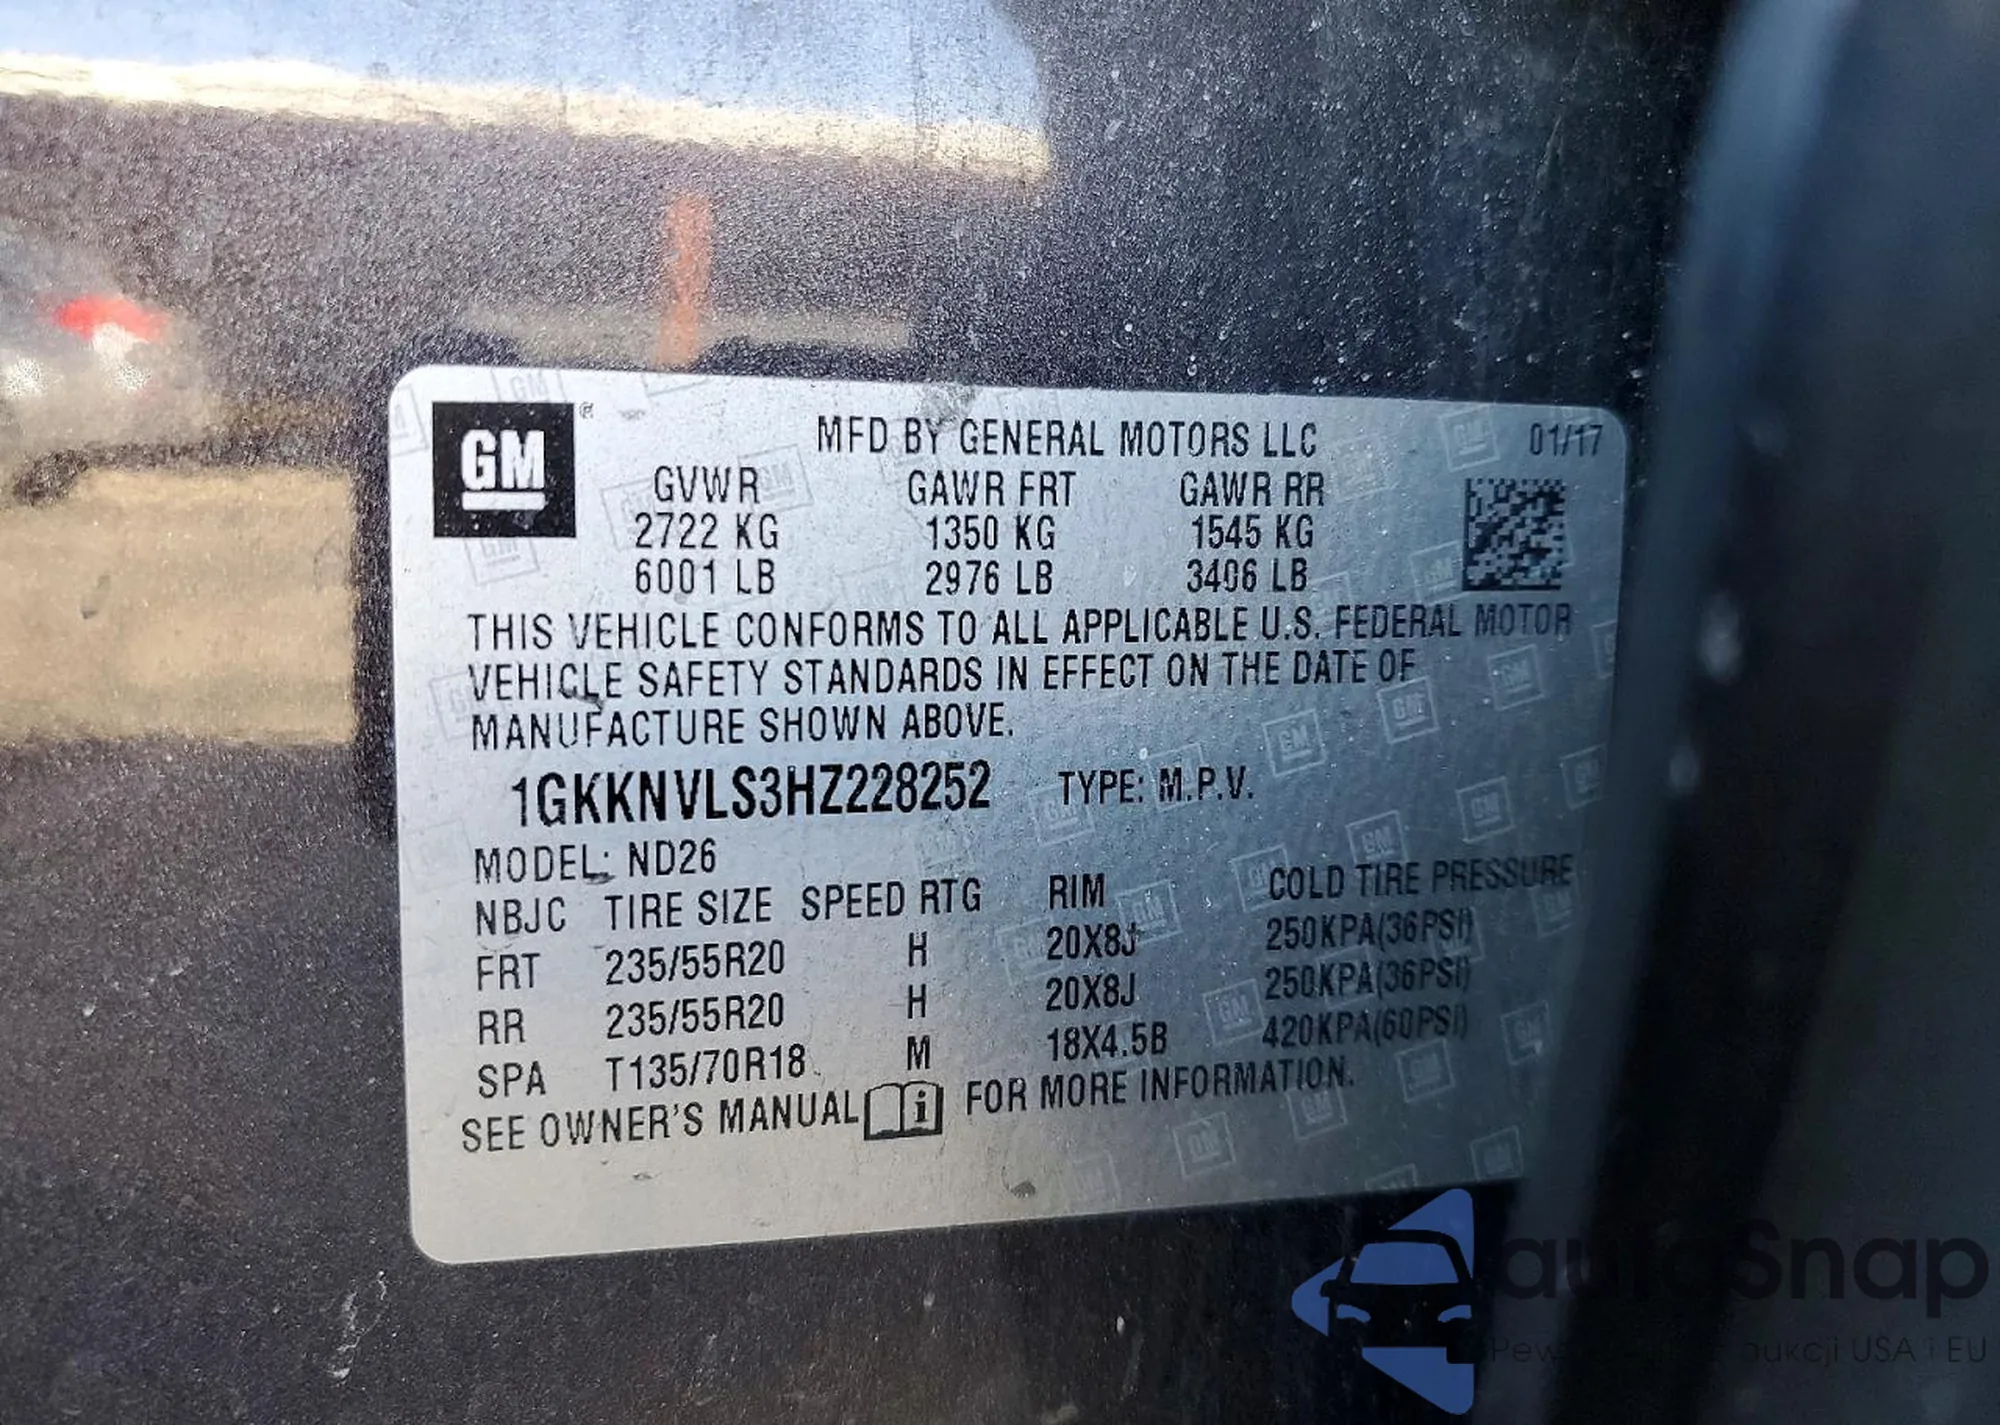 GM®
MFD BY GENERAL MOTORS LLC 01/17
GVWR GAWR FRT GAWR RR
2722 KG 1350 KG 1545 KG
6001 LB 2976 LB 3406 LB
THIS VEHICLE CONFORMS TO ALL APPLICABLE U.S. FEDERAL MOTOR
VEHICLE SAFETY STANDARDS IN EFFECT ON THE DATE OF
MANUFACTURE SHOWN ABOVE.
1GKKNVLS3HZ228252 TYPE: M.P.V.
MODEL: ND26
NBJC TIRE SIZE SPEED RTG RIM COLD TIRE PRESSURE
FRT 235/55R20 H 20X8J 250KPA(36PSI)
RR 235/55R20 H 20X8J 250KPA(36PSI)
SPA T135/70R18 M 18X4.5B 420KPA(60PSI)
SEE OWNER'S MANUAL i FOR MORE INFORMATION.
autoSnap
aukcji USA i EU